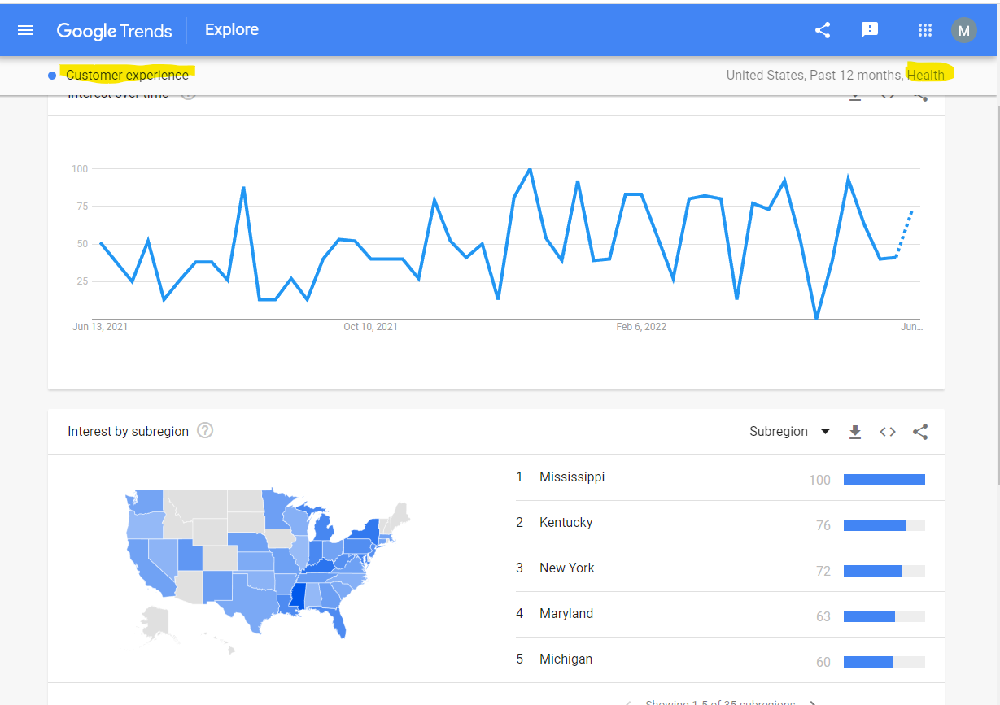 Google Trends
Explore
M
Customer experience
United States, Past 12 months, Health
Interest over time
100
75
50
25
Jun 13, 2021
Oct 10, 2021
Feb 6, 2022
Jun...
Interest by subregion
Subregion
1 Mississippi 100
2 Kentucky 76
3 New York 72
4 Maryland 63
5 Michigan 60
Showing 1-5 of 35 subregions